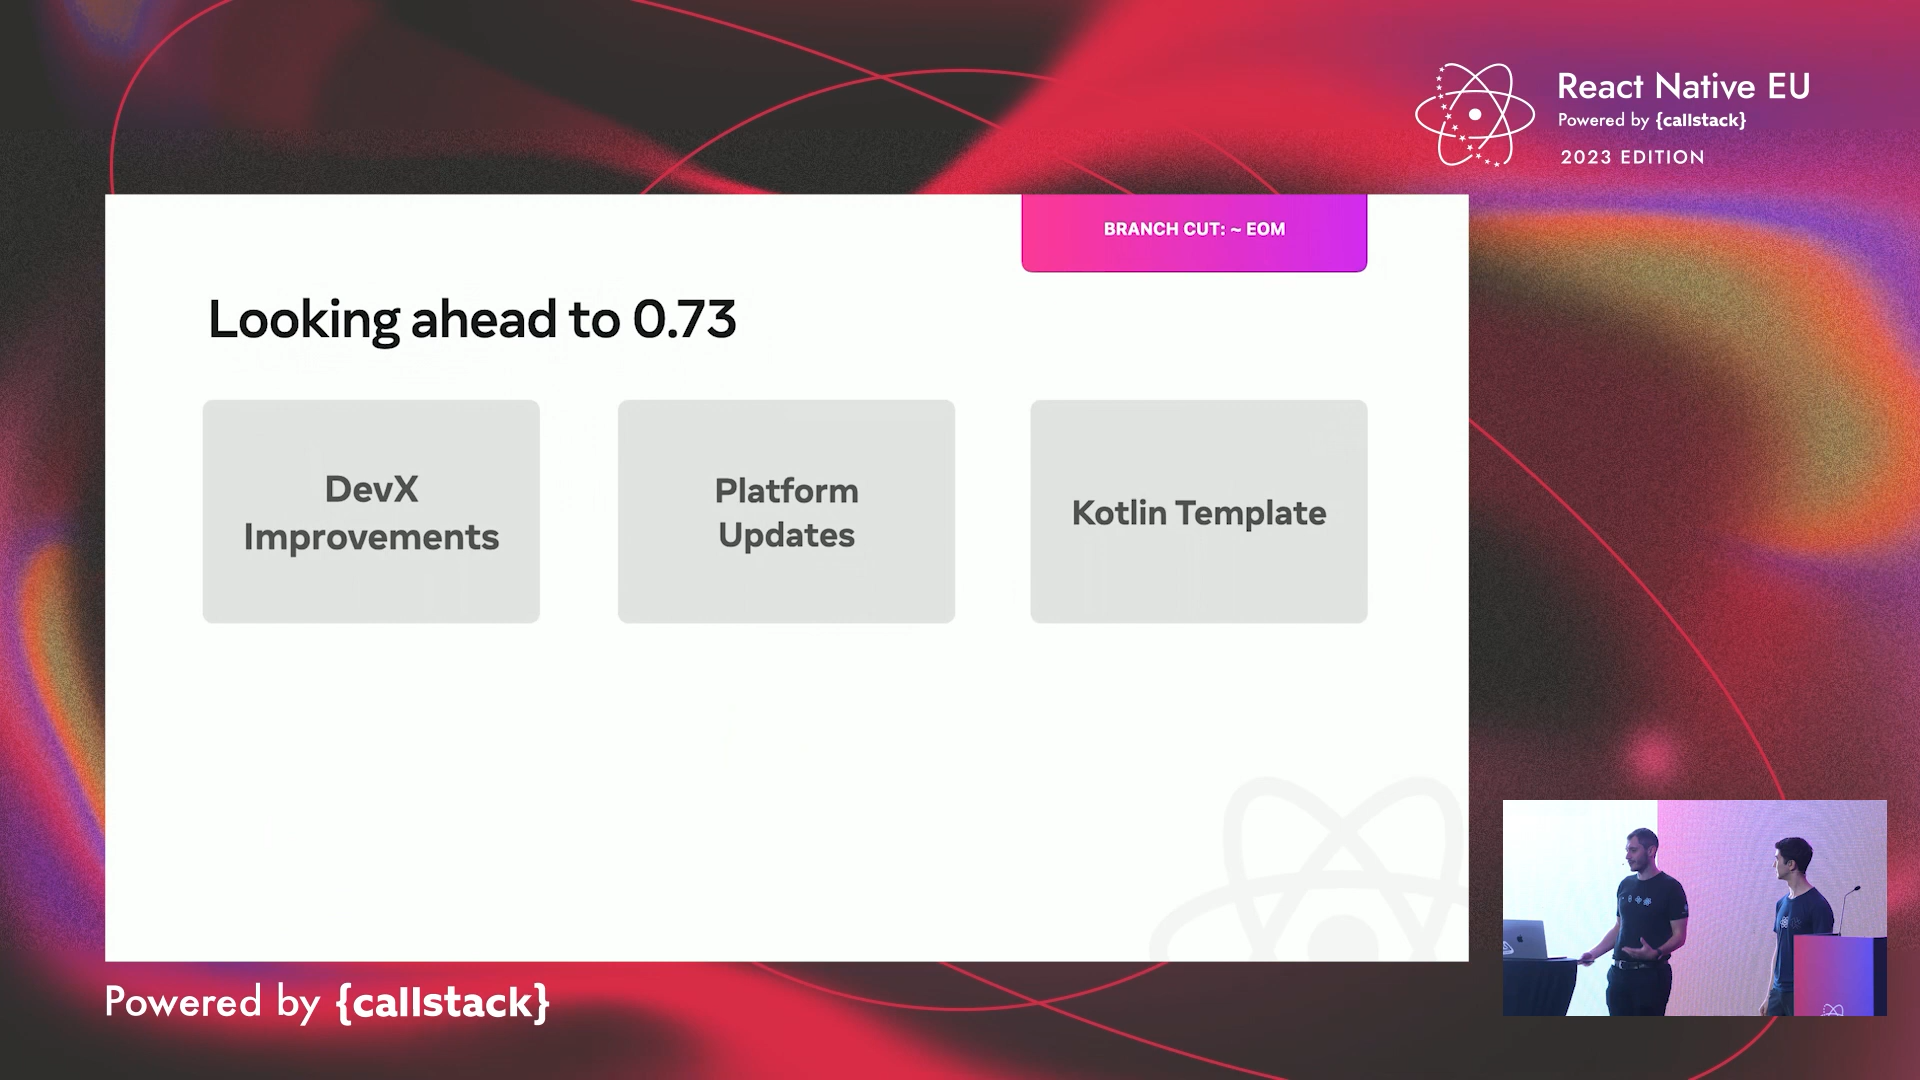 React Native EU
Powered by {callstack}
2023 EDITION
BRANCH CUT: ~ EOM
Looking ahead to 0.73
DevX
Improvements
Platform
Updates
Kotlin Template
Powered by {callstack}